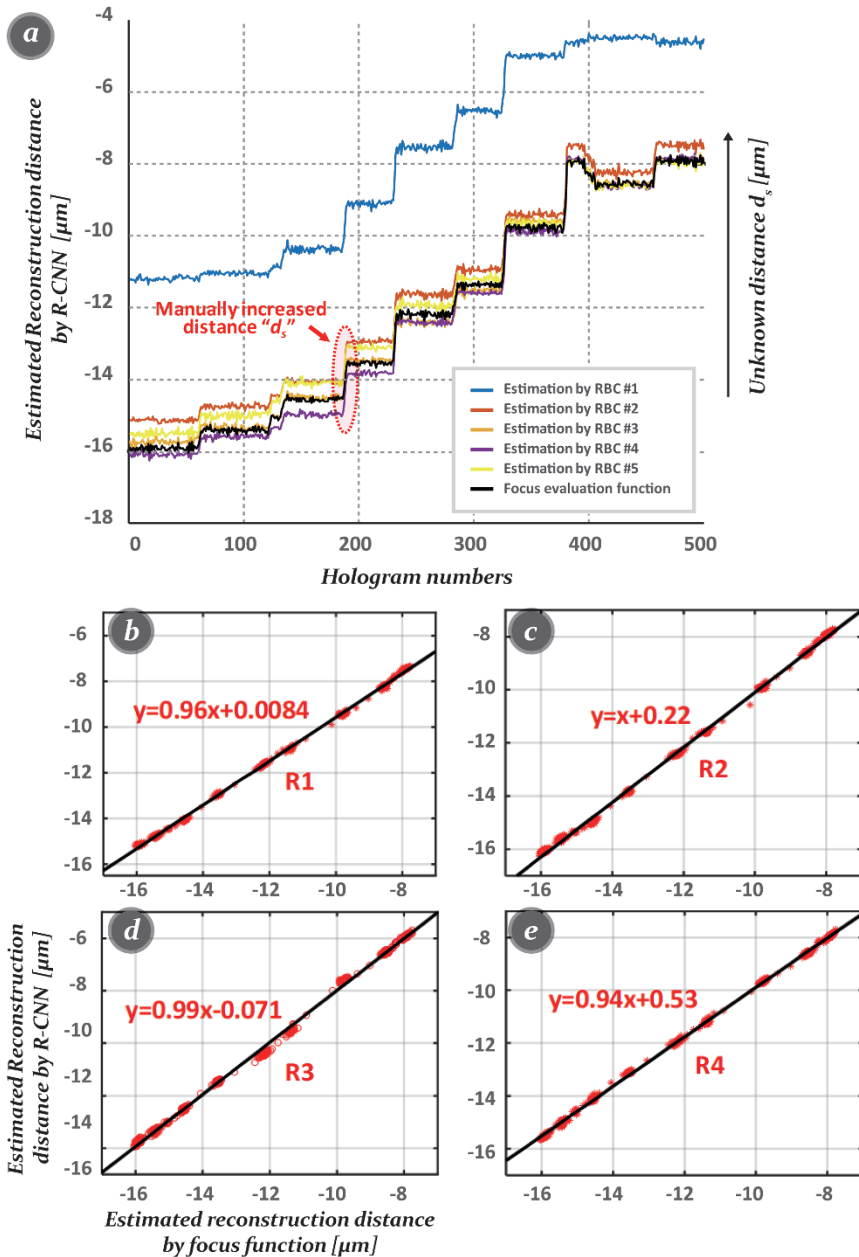 a
Estimated Reconstruction distance
by R-CNN [μm]
-4
-6
-8
-10
-12
-14
-16
-18
Manually increased
distance "ds"
Estimation by RBC #1
Estimation by RBC #2
Estimation by RBC #3
Estimation by RBC #4
Estimation by RBC #5
Focus evaluation function
Unknown distance ds [μm]
0 100 200 300 400 500
Hologram numbers
b
-6
-8
-10
-12
-14
-16
y=0.96x+0.0084
R1
-16 -14 -12 -10 -8
c
-8
-10
-12
-14
-16
y=x+0.22
R2
-16 -14 -12 -10 -8
Estimated Reconstruction
distance by R-CNN [μm]
d
-6
-8
-10
-12
-14
-16
y=0.99x-0.071
R3
-16 -14 -12 -10 -8
e
-8
-10
-12
-14
-16
y=0.94x+0.53
R4
-16 -14 -12 -10 -8
Estimated reconstruction distance
by focus function [μm]